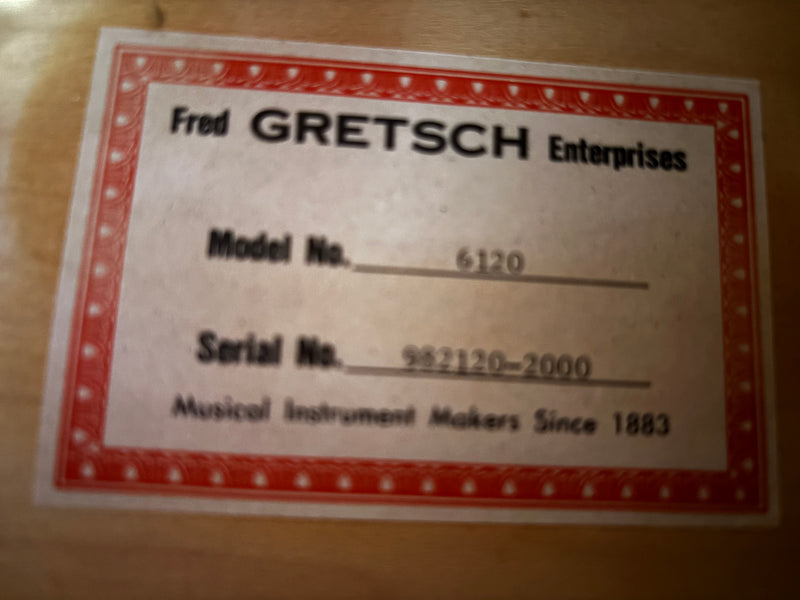 Fred GRETSCH Enterprises
Model No. 6120
Serial No. 982120-2000
Musical Instrument Makers Since 1883